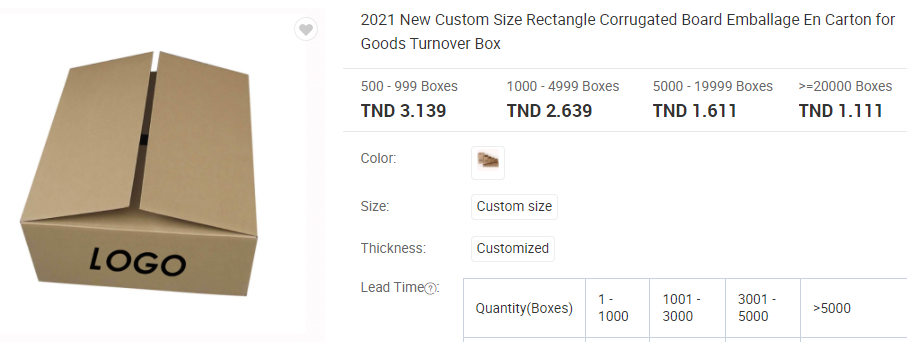 2021 New Custom Size Rectangle Corrugated Board Emballage En Carton for
Goods Turnover Box
500 - 999 Boxes
1000 - 4999 Boxes
5000 - 19999 Boxes
>=20000 Boxes
TND 3.139
TND 2.639
TND 1.611
TND 1.111
Color:
Size:
Custom size
Thickness:
Customized
Lead Time?:
Quantity(Boxes)
1 -
1000
1001 -
3000
3001 -
5000
>5000
LOGO